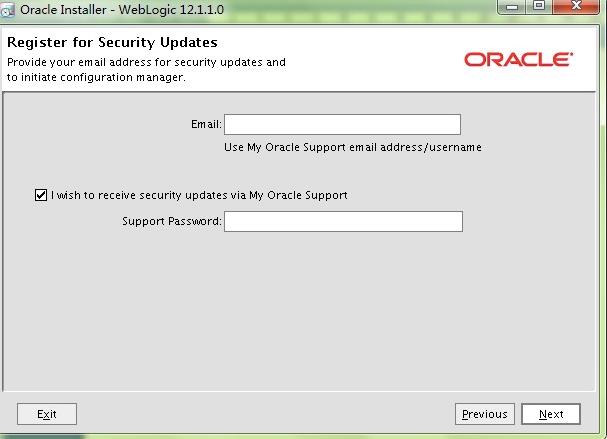 Oracle Installer - WebLogic 12.1.1.0
Register for Security Updates
Provide your email address for security updates and
to initiate configuration manager.
ORACLE
Email:
Use My Oracle Support email address/username
I wish to receive security updates via My Oracle Support
Support Password:
Exit
Previous
Next